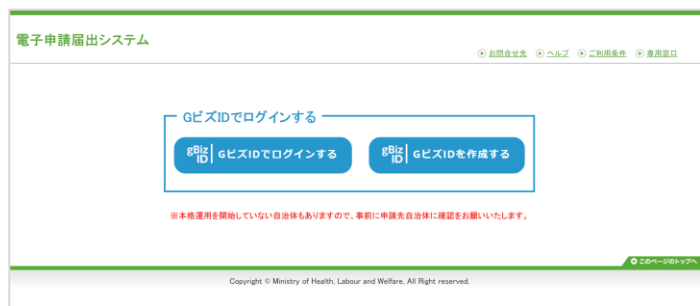 電子申請届出システム
お問合せ先 ヘルプ ご利用条件 専用窓口
GビズIDでログインする
gBiz ID GビズIDでログインする
gBiz ID GビズIDを作成する
※本格運用を開始していない自治体もありますので、事前に申請先自治体に確認をお願いいたします。
このページのトップへ
Copyright © Ministry of Health, Labour and Welfare, All Right reserved.